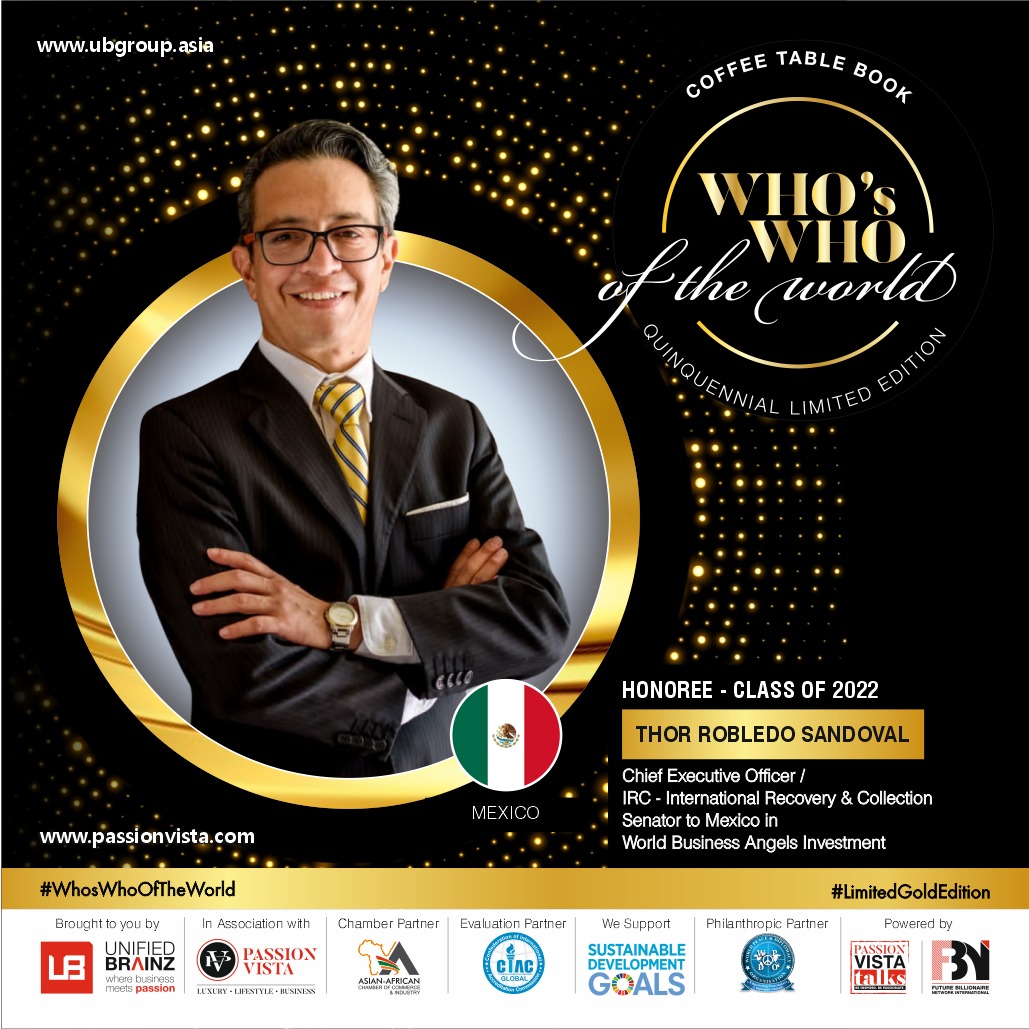 www.ubgroup.asia
COFFEE TABLE BOOK
WHO's
WHO
of the world
QUINQUENNIAL LIMITED EDITION
HONOREE - CLASS OF 2022
THOR ROBLEDO SANDOVAL
Chief Executive Officer /
IRC - International Recovery & Collection
Senator to Mexico in
World Business Angels Investment
MEXICO
www.passionvista.com
#WhosWhoOfTheWorld
#LimitedGoldEdition
Brought to you by
UNIFIED
BRAINZ
where business
meets passion
In Association with
PASSION
VISTA
LUXURY • LIFESTYLE • BUSINESS
Chamber Partner
ASIAN-AFRICAN
CHAMBER OF COMMERCE
& INDUSTRY
Evaluation Partner
CIAC
GLOBAL
We Support
SUSTAINABLE
DEVELOPMENT
GOALS
Philanthropic Partner
Powered by
PASSION
VISTA
talks
BE INSPIRED. BE PASSIONATE.
FBN
FUTURE BILLIONAIRE
NETWORK INTERNATIONAL